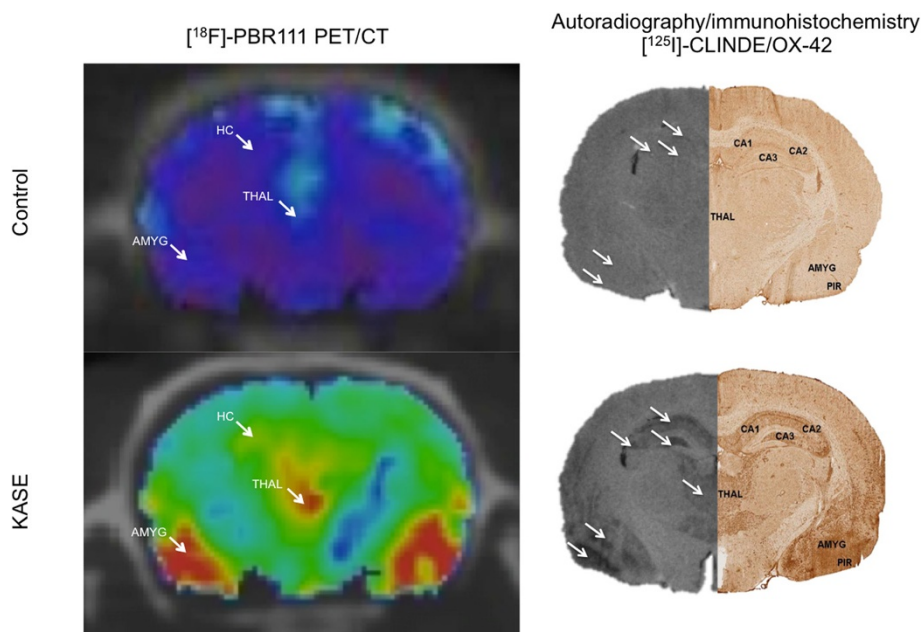 [¹⁸F]-PBR111 PET/CT
Autoradiography/immunohistochemistry
[¹²⁵I]-CLINDE/OX-42
Control
HC
THAL
AMYG
CA1
CA2
CA3
THAL
AMYG
PIR
KASE
HC
THAL
AMYG
CA1
CA2
CA3
THAL
AMYG
PIR